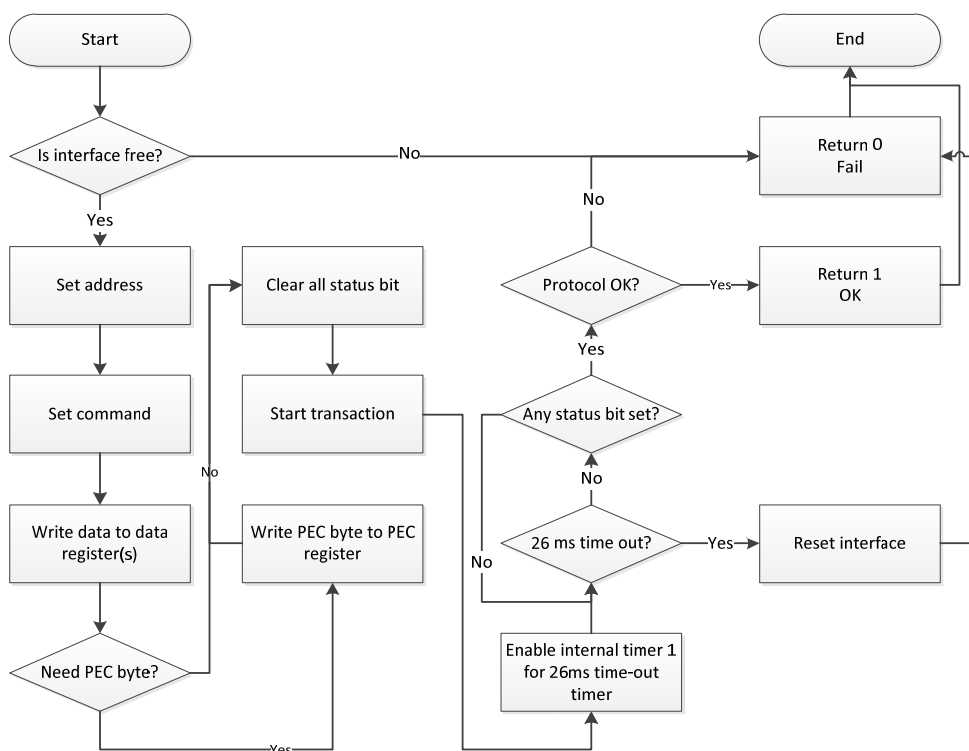 Start
End
Is interface free?
No
Return 0
Fail
Yes
No
Set address
Clear all status bit
Protocol OK?
Yes
Return 1
OK
Yes
Set command
Start transaction
Any status bit set?
No
No
Write data to data
register(s)
Write PEC byte to PEC
register
26 ms time out?
Yes
Reset interface
No
Need PEC byte?
Enable internal timer 1
for 26ms time-out
timer
Yes